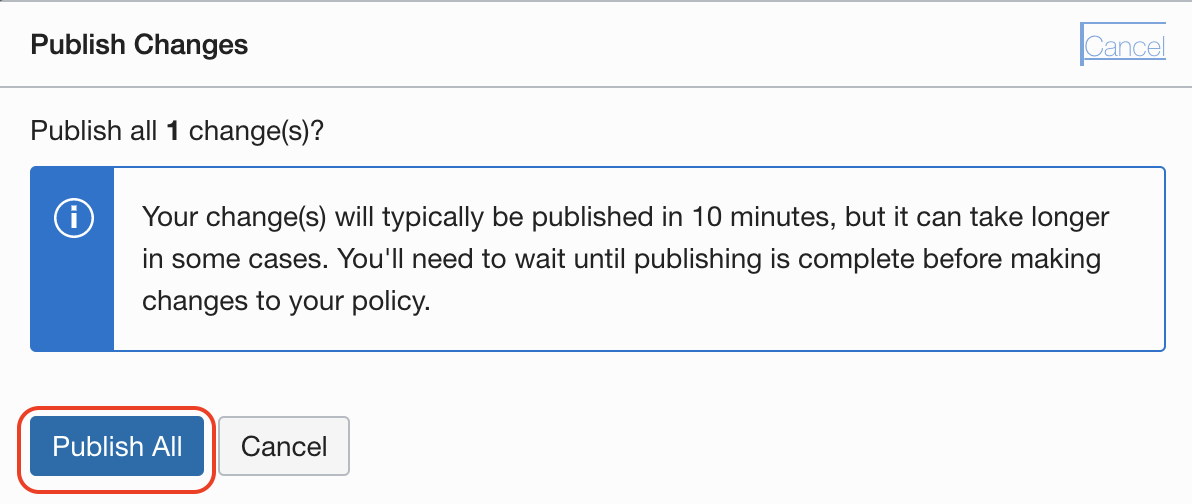 Publish Changes
Cancel
Publish all 1 change(s)?
Your change(s) will typically be published in 10 minutes, but it can take longer
in some cases. You'll need to wait until publishing is complete before making
changes to your policy.
Publish All
Cancel